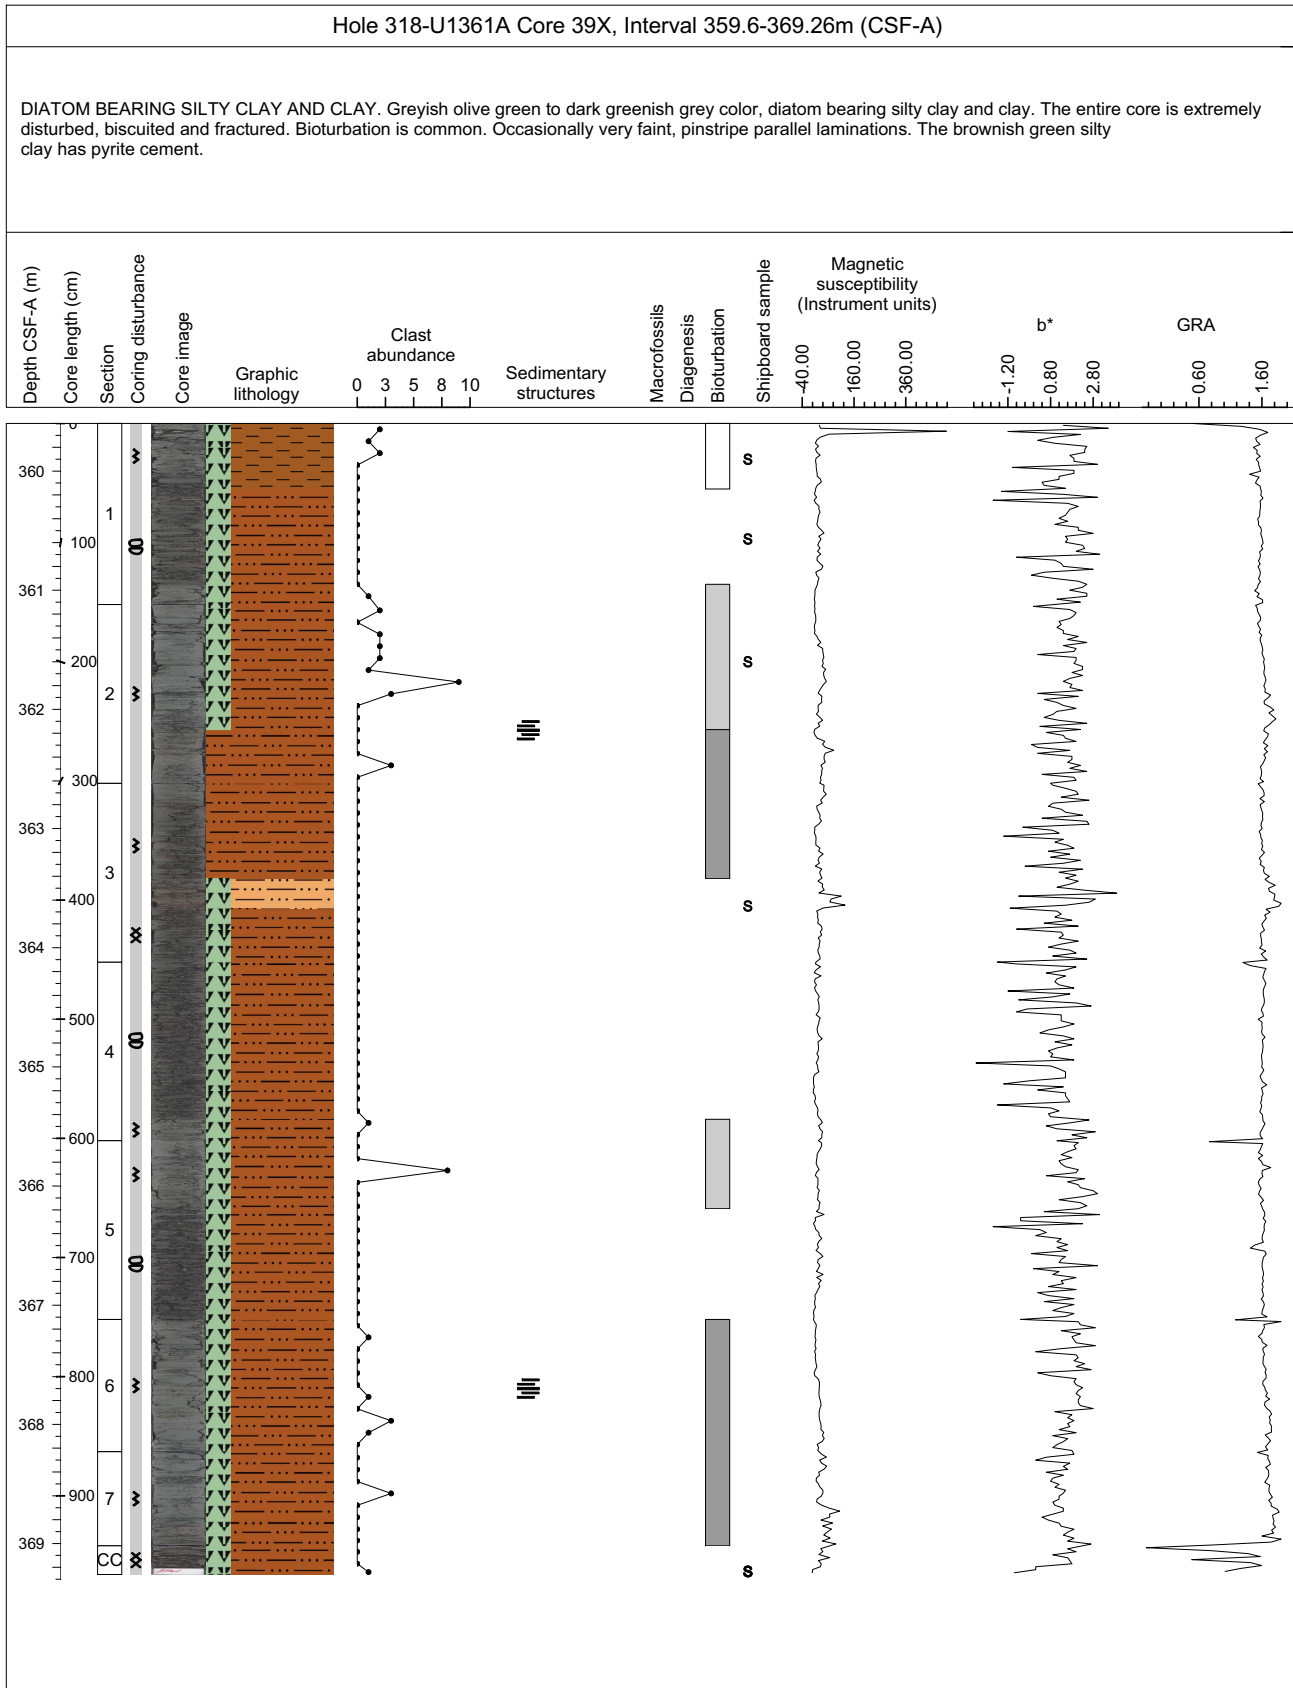 Hole 318-U1361A Core 39X, Interval 359.6-369.26m (CSF-A)
DIATOM BEARING SILTY CLAY AND CLAY. Greyish olive green to dark greenish grey color, diatom bearing silty clay and clay. The entire core is extremely
disturbed, biscuited and fractured. Bioturbation is common. Occasionally very faint, pinstripe parallel laminations. The brownish green silty
clay has pyrite cement.
Depth CSF-A (m)
Core length (cm)
Section
Coring disturbance
Core image
Graphic
lithology
Clast
abundance
0 3 5 8 10
Sedimentary
structures
Macrofossils
Diagenesis
Bioturbation
Shipboard sample
Magnetic
susceptibility
(Instrument units)
-40.00 160.00 360.00
b*
-1.20 0.80 2.80
GRA
0.60 1.60
0
360
S
1
100
S
361
200
S
2
362
300
363
3
400
S
364
500
4
365
600
366
5
700
367
800
6
368
900
7
369
CC
S